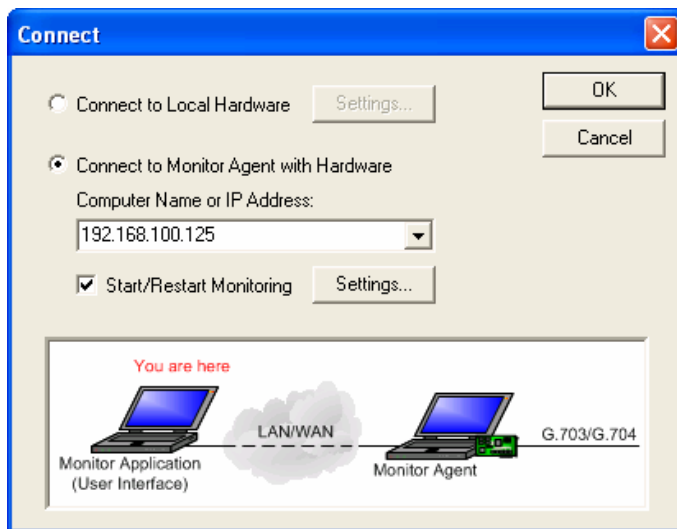 Connect
Connect to Local Hardware
Settings...
OK
Cancel
Connect to Monitor Agent with Hardware
Computer Name or IP Address:
192.168.100.125
Start/Restart Monitoring
Settings...
You are here
LAN/WAN
G.703/G.704
Monitor Application
(User Interface)
Monitor Agent